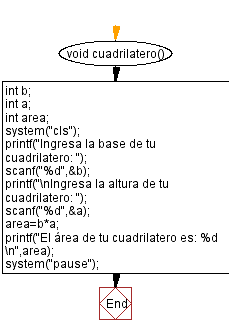 void cuadrilatero()
int b;
int a;
int area;
system("cls");
printf("Ingresa la base de tu
cuadrilatero: ");
scanf("%d",&b);
printf("\nIngresa la altura de tu
cuadrilatero: ");
scanf("%d",&a);
area=b*a;
printf("El área de tu cuadrilatero es: %d
\n",area);
system("pause");
End